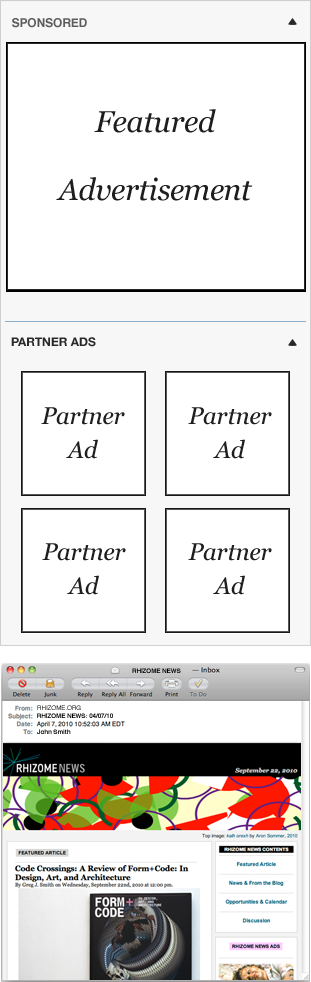 SPONSORED
Featured
Advertisement
PARTNER ADS
Partner
Ad
Partner
Ad
Partner
Ad
Partner
Ad
RHIZOME NEWS — Inbox
Delete Junk Reply Reply All Forward Print To Do
From: RHIZOME.ORG
Subject: RHIZOME NEWS: 04/07/10
Date: April 7, 2010 10:52:03 AM EDT
To: John Smith
RHIZOME NEWS
September 22, 2010
Top image: by Aron Sommer, 2010
FEATURED ARTICLE
Code Crossings: A Review of Form+Code: In
Design, Art, and Architecture
By Greg J. Smith on Wednesday, September 22nd, 2010 at 12:00 pm.
FORM
+CODE
IN DESIGN,
ART, AND
RHIZOME NEWS CONTENTS
Featured Article
News & From the Blog
Opportunities & Calendar
Discussion
RHIZOME NEWS ADS